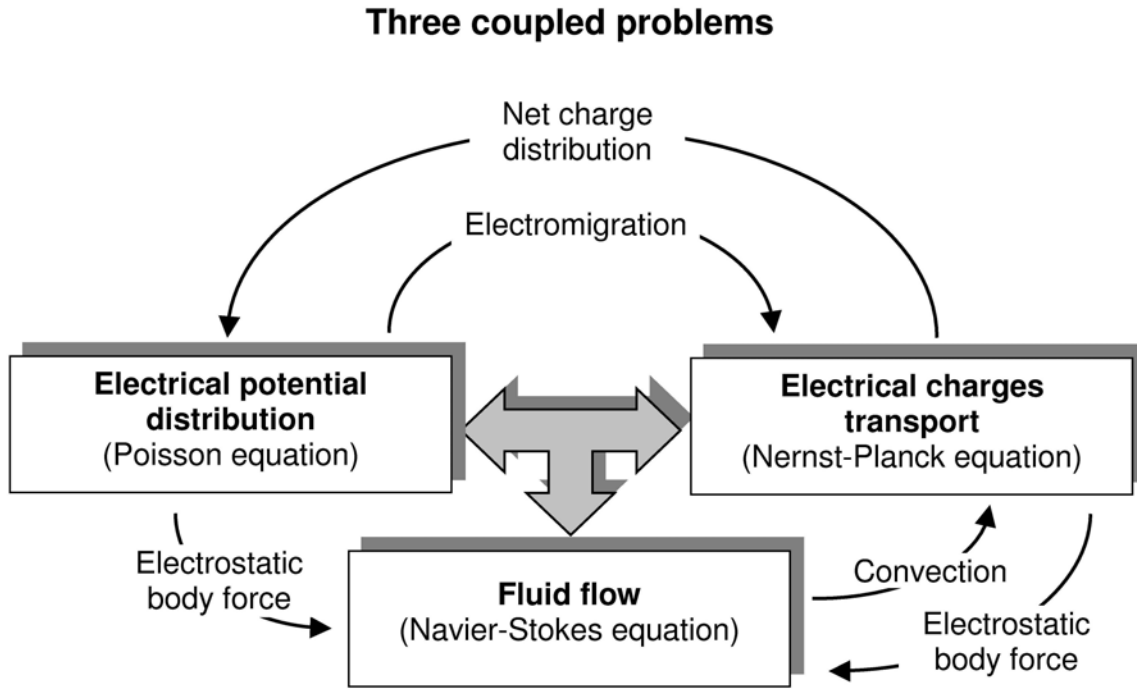 Three coupled problems
Net charge
distribution
Electromigration
Electrical potential
distribution
(Poisson equation)
Electrical charges
transport
(Nernst-Planck equation)
Electrostatic
body force
Fluid flow
(Navier-Stokes equation)
Convection
Electrostatic
body force